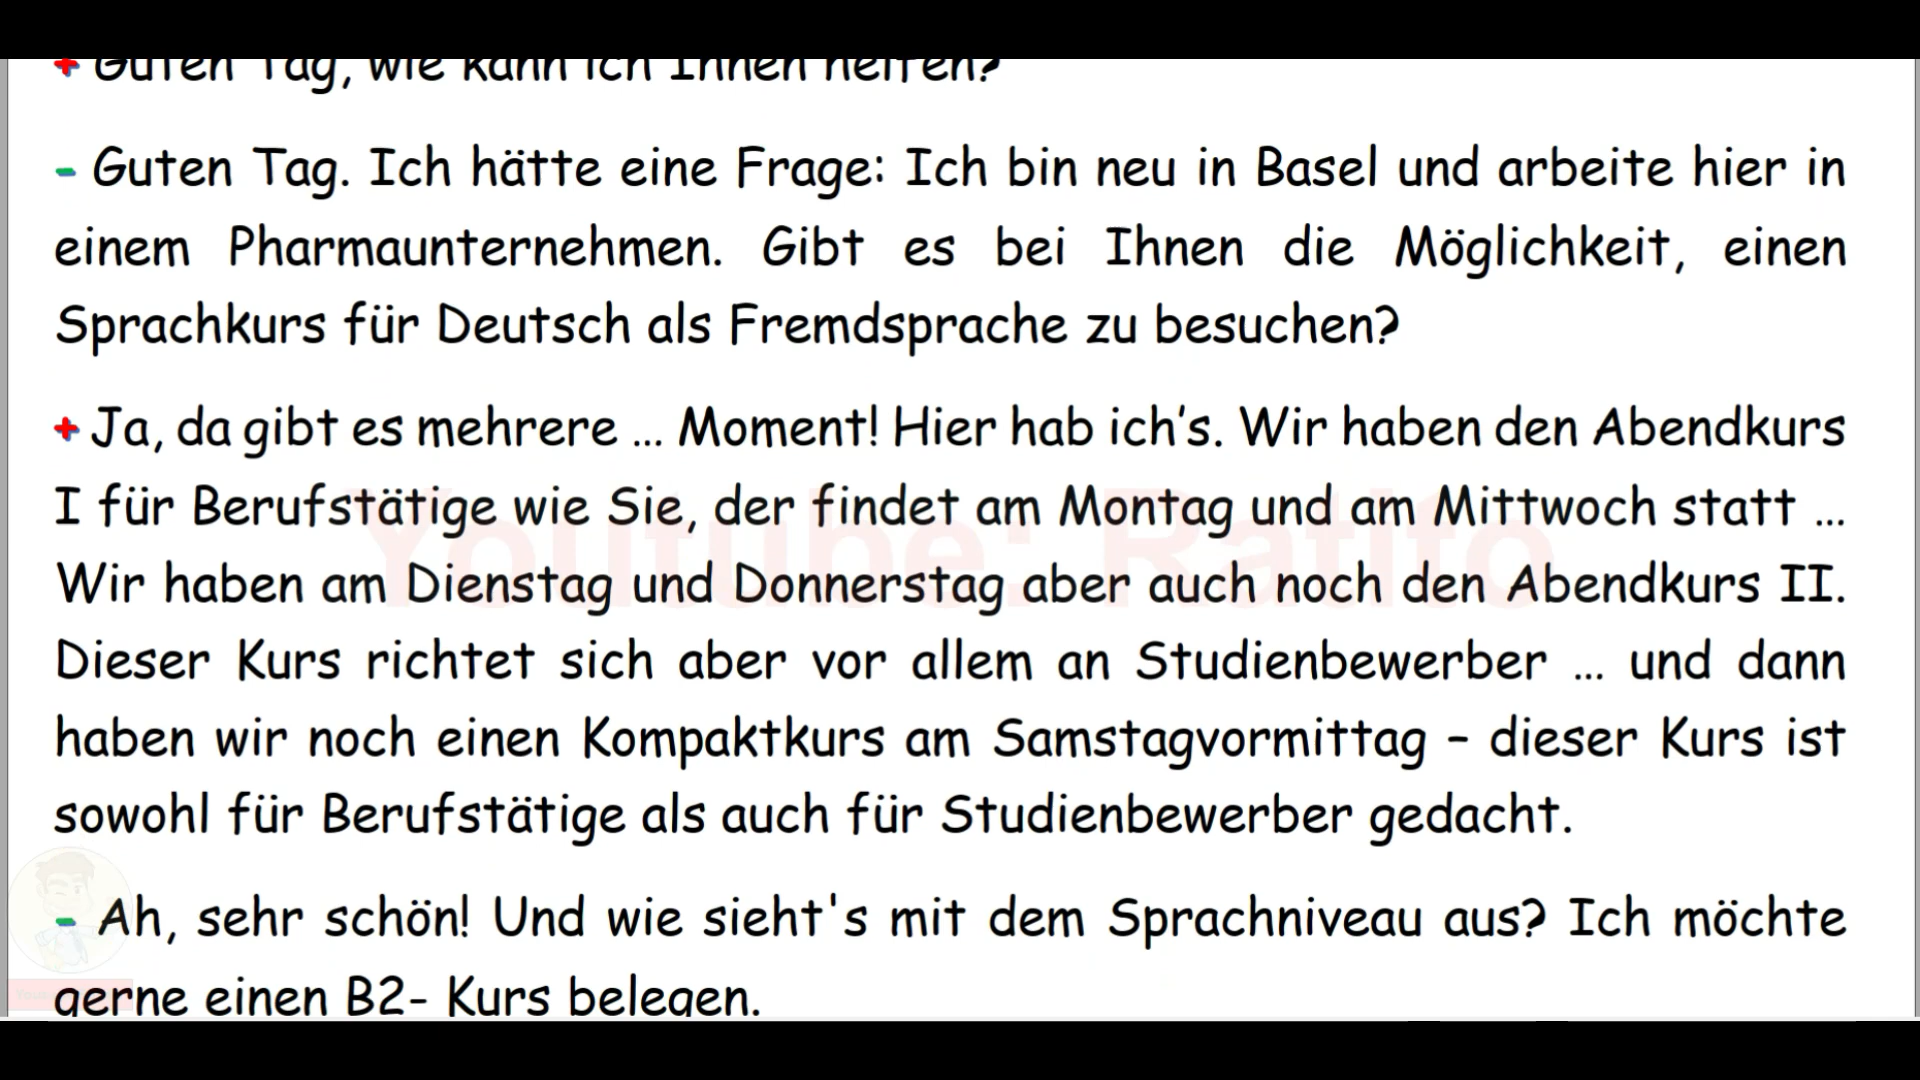 + Guten Tag, wie kann ich Ihnen helfen?
- Guten Tag. Ich hätte eine Frage: Ich bin neu in Basel und arbeite hier in
einem Pharmaunternehmen. Gibt es bei Ihnen die Möglichkeit, einen
Sprachkurs für Deutsch als Fremdsprache zu besuchen?
+ Ja, da gibt es mehrere ... Moment! Hier hab ich’s. Wir haben den Abendkurs
I für Berufstätige wie Sie, der findet am Montag und am Mittwoch statt ...
Youtube: Ratito
Wir haben am Dienstag und Donnerstag aber auch noch den Abendkurs II.
Dieser Kurs richtet sich aber vor allem an Studienbewerber ... und dann
haben wir noch einen Kompaktkurs am Samstagvormittag – dieser Kurs ist
sowohl für Berufstätige als auch für Studienbewerber gedacht.
- Ah, sehr schön! Und wie sieht's mit dem Sprachniveau aus? Ich möchte
gerne einen B2- Kurs belegen.